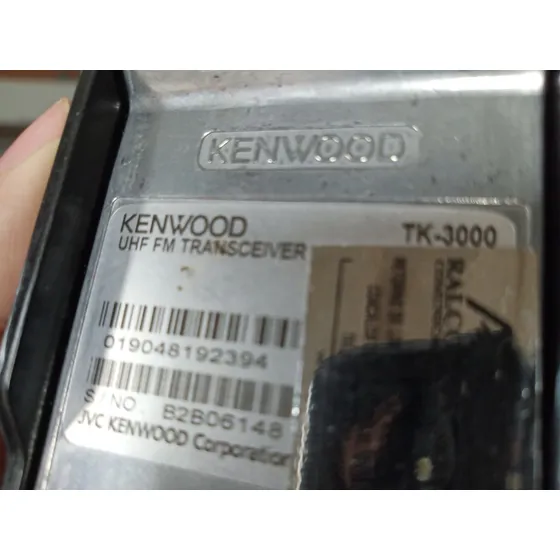 KENWOOD
KENWOOD TK-3000
UHF FM TRANSCEIVER
019048192394
S/NO. B2B06148
JVC KENWOOD Corporation